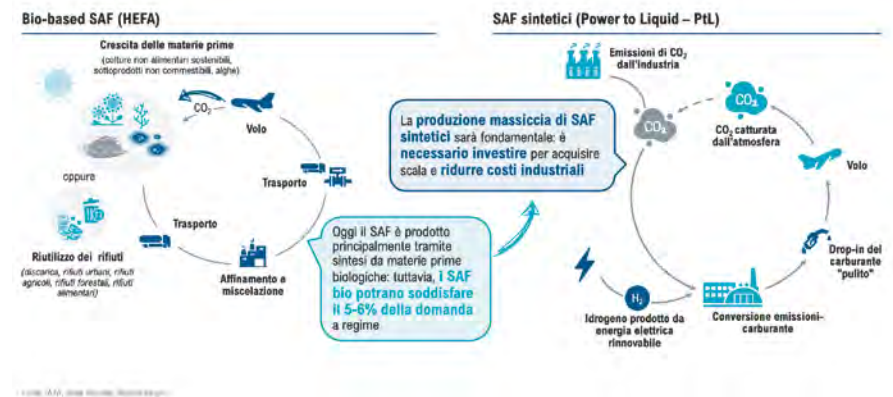 Bio-based SAF (HEFA)
Crescita delle materie prime
(colture non alimentari sostenibili,
sottoprodotti non commestibili, alghe)
CO2
Volo
oppure
Trasporto
Trasporto
Riutilizzo dei rifiuti
(discarica, rifiuti urbani, rifiuti
agricoli, rifiuti forestali, rifiuti
alimentari)
Affinamento e
miscelazione
Oggi il SAF è prodotto
principalmente tramite
sintesi da materie prime
biologiche: tuttavia, i SAF
bio potrano soddisfare
il 5-6% della domanda
a regime
La produzione massiccia di SAF
sintetici sarà fondamentale: è
necessario investire per acquisire
scala e ridurre costi industriali
SAF sintetici (Power to Liquid – PtL)
Emissioni di CO2
dall'industria
CO2
CO2
CO2 catturata
dall'atmosfera
Volo
Drop-in del
carburante
"pulito"
H2
Idrogeno prodotto da
energia elettrica
rinnovabile
Conversione emissioni-
carburante